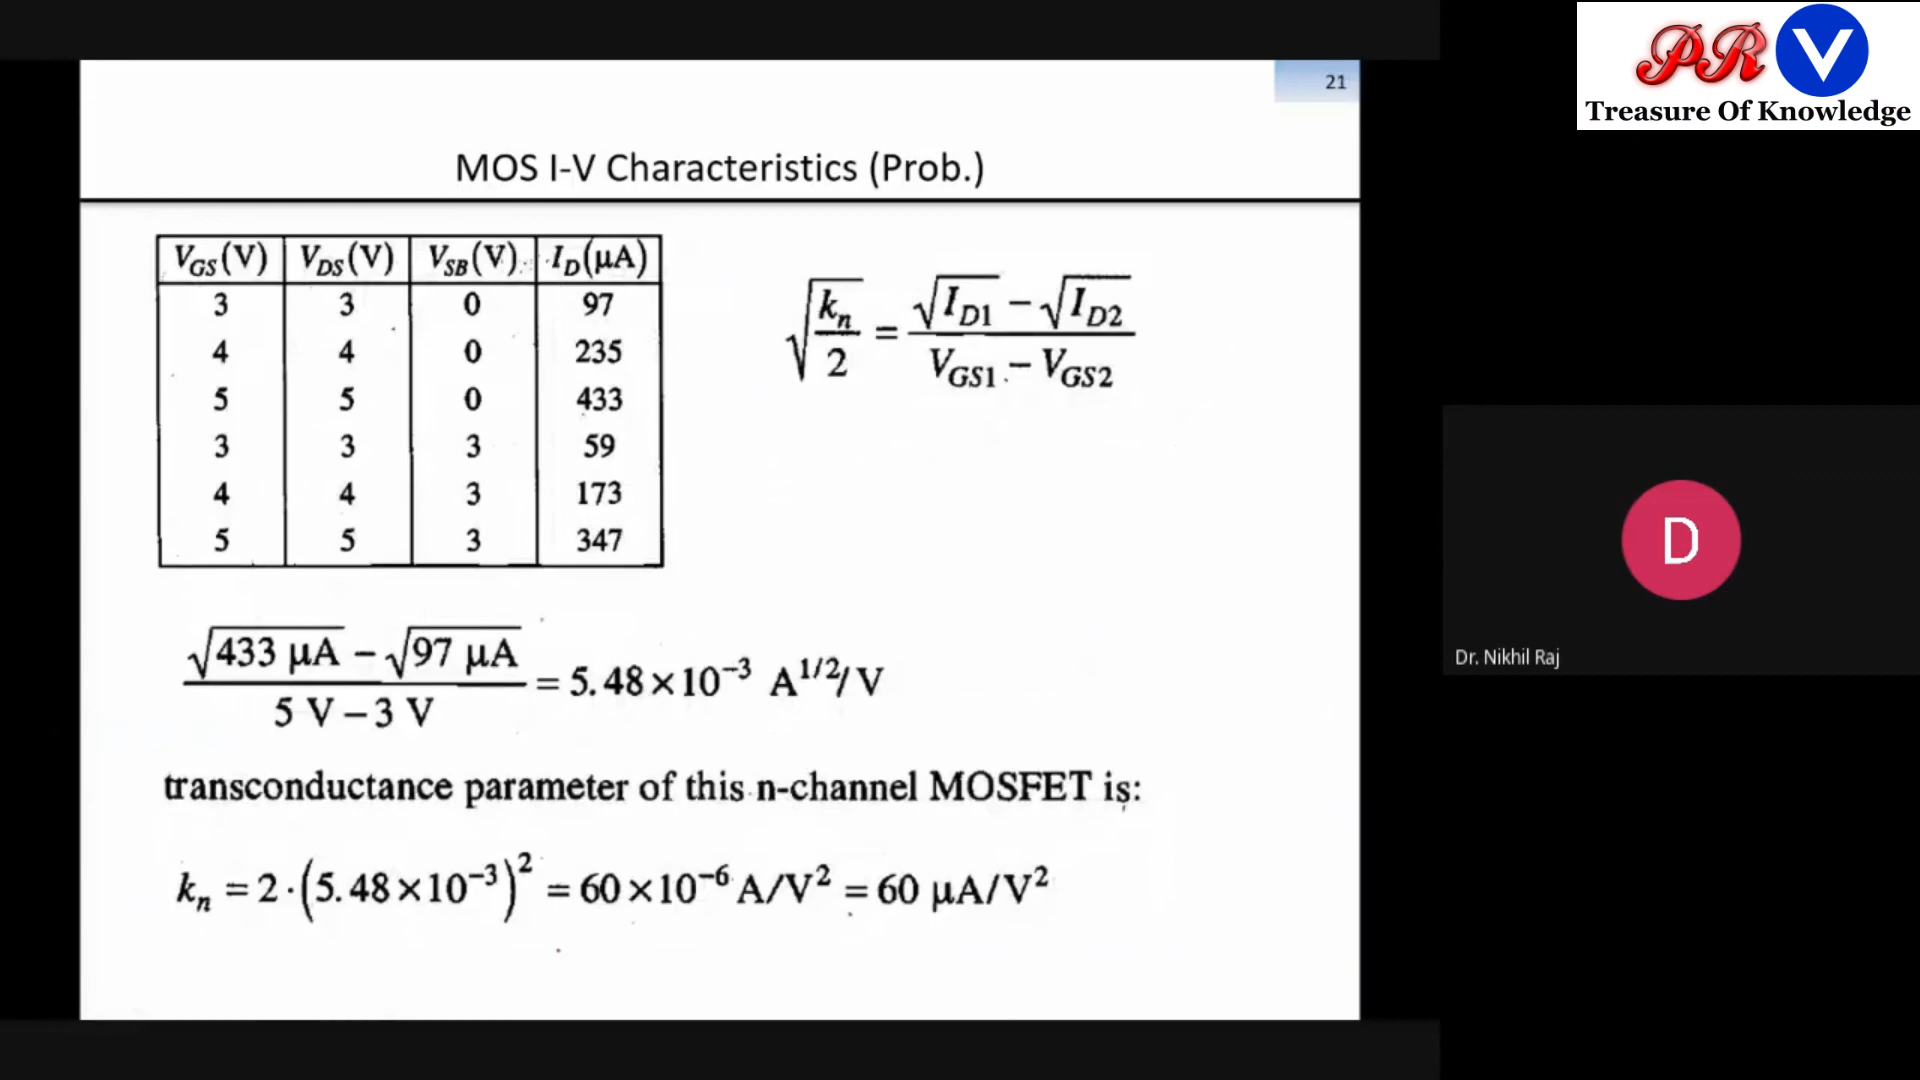 PR V
Treasure Of Knowledge
21
MOS I-V Characteristics (Prob.)
V_GS (V) V_DS (V) V_SB (V) I_D (μA)
3 3 0 97
4 4 0 235
5 5 0 433
3 3 3 59
4 4 3 173
5 5 3 347
√(k_n/2) = (√I_D1 − √I_D2)/(V_GS1 − V_GS2)
(√433 μA − √97 μA)/(5 V − 3 V) = 5.48×10⁻³ A^1/2/V
transconductance parameter of this n-channel MOSFET is:
k_n = 2·(5.48×10⁻³)² = 60×10⁻⁶ A/V² = 60 μA/V²
D
Dr. Nikhil Raj